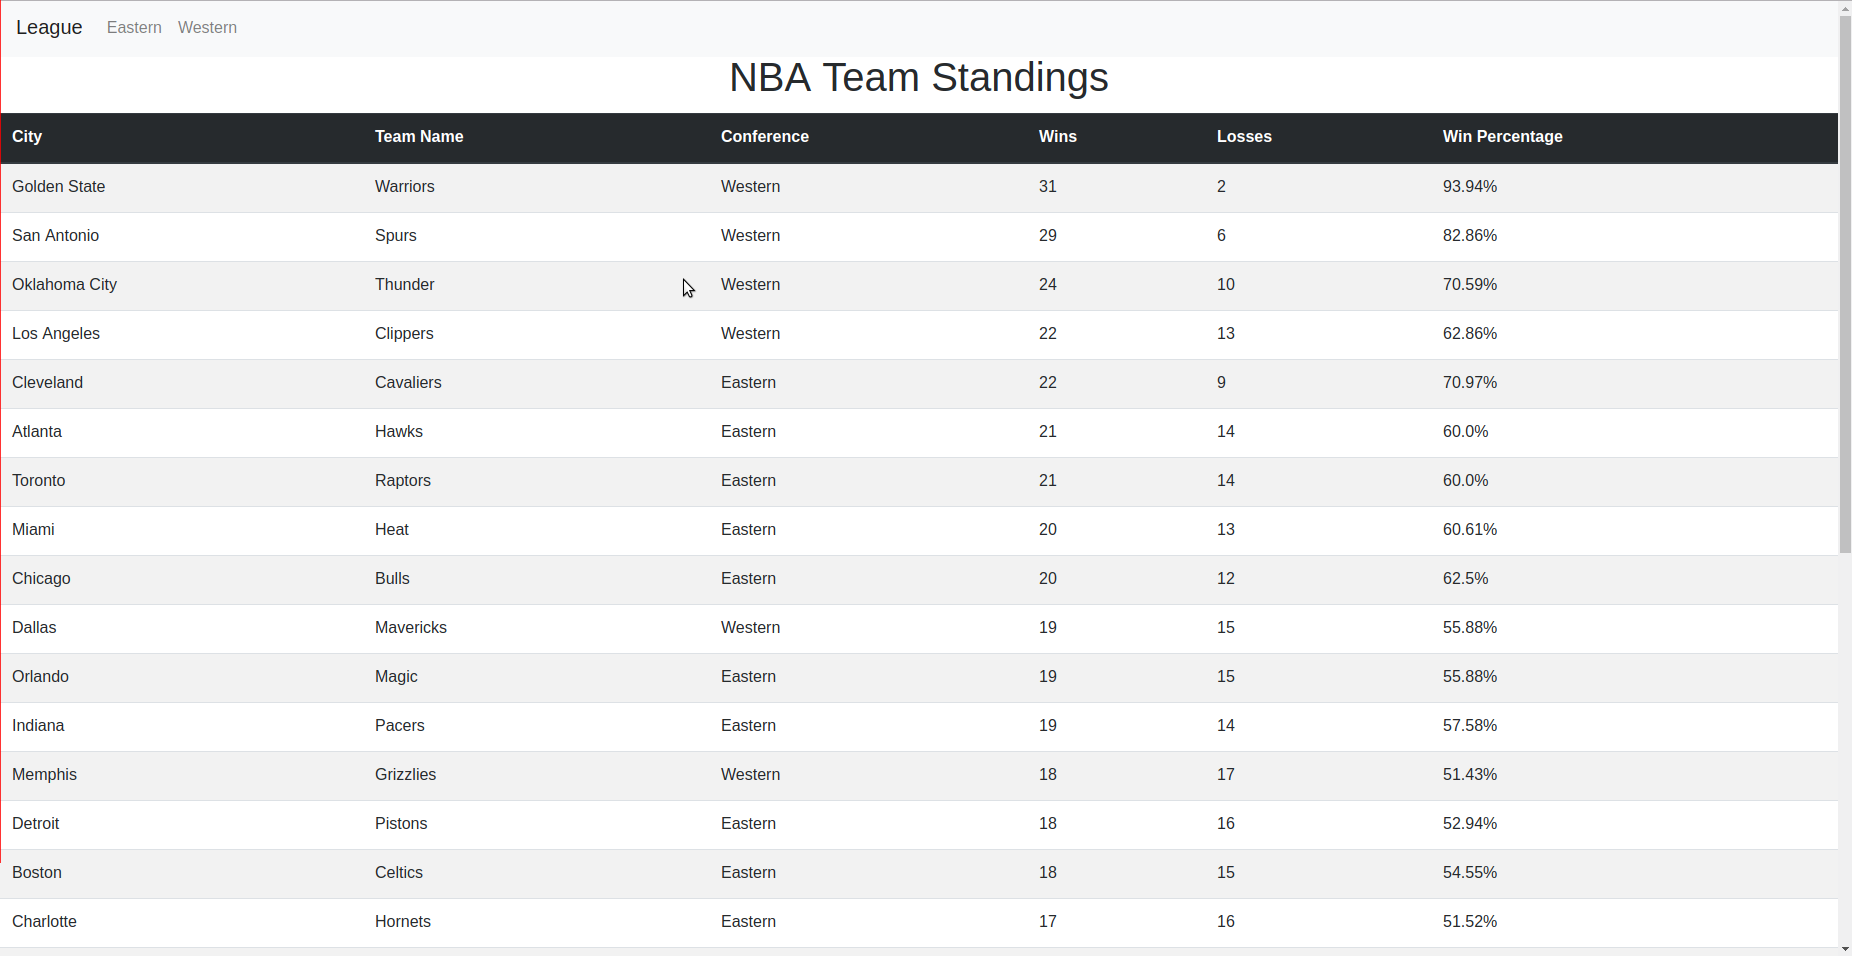 League Eastern Western
NBA Team Standings
City Team Name Conference Wins Losses Win Percentage
Golden State Warriors Western 31 2 93.94%
San Antonio Spurs Western 29 6 82.86%
Oklahoma City Thunder Western 24 10 70.59%
Los Angeles Clippers Western 22 13 62.86%
Cleveland Cavaliers Eastern 22 9 70.97%
Atlanta Hawks Eastern 21 14 60.0%
Toronto Raptors Eastern 21 14 60.0%
Miami Heat Eastern 20 13 60.61%
Chicago Bulls Eastern 20 12 62.5%
Dallas Mavericks Western 19 15 55.88%
Orlando Magic Eastern 19 15 55.88%
Indiana Pacers Eastern 19 14 57.58%
Memphis Grizzlies Western 18 17 51.43%
Detroit Pistons Eastern 18 16 52.94%
Boston Celtics Eastern 18 15 54.55%
Charlotte Hornets Eastern 17 16 51.52%